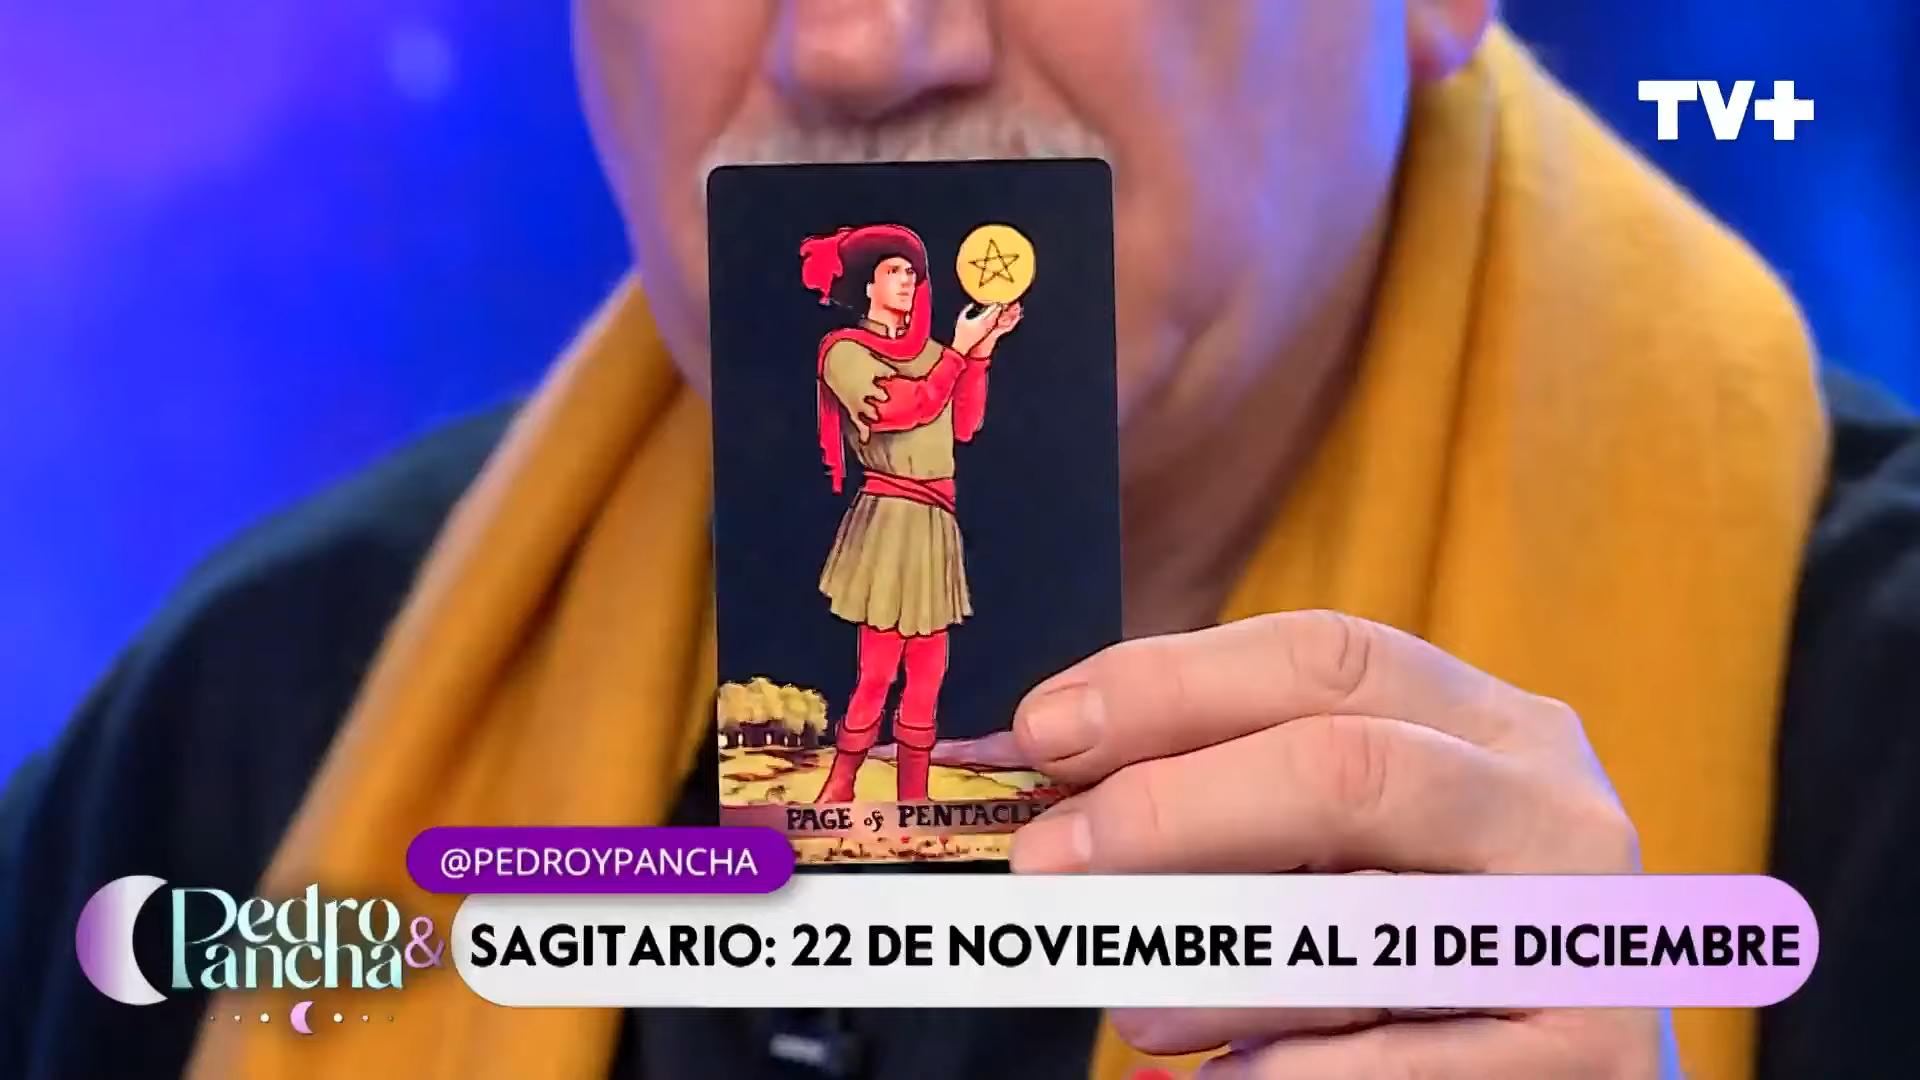 TV+
PAGE of PENTACLES
@PEDROYPANCHA
Pedro &
Pancha
SAGITARIO: 22 DE NOVIEMBRE AL 21 DE DICIEMBRE